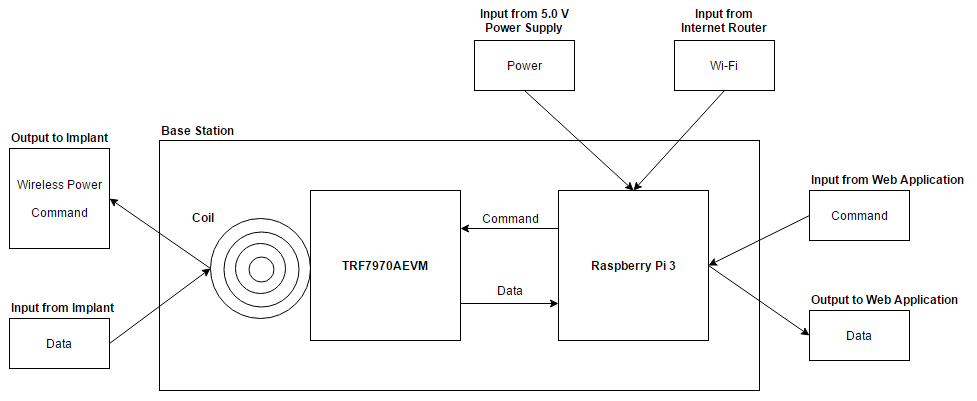 Input from 5.0 V
Power Supply
Power
Input from
Internet Router
Wi-Fi
Base Station
Output to Implant
Wireless Power
Command
Input from Implant
Data
Coil
TRF7970AEVM
Command
Data
Raspberry Pi 3
Input from Web Application
Command
Output to Web Application
Data